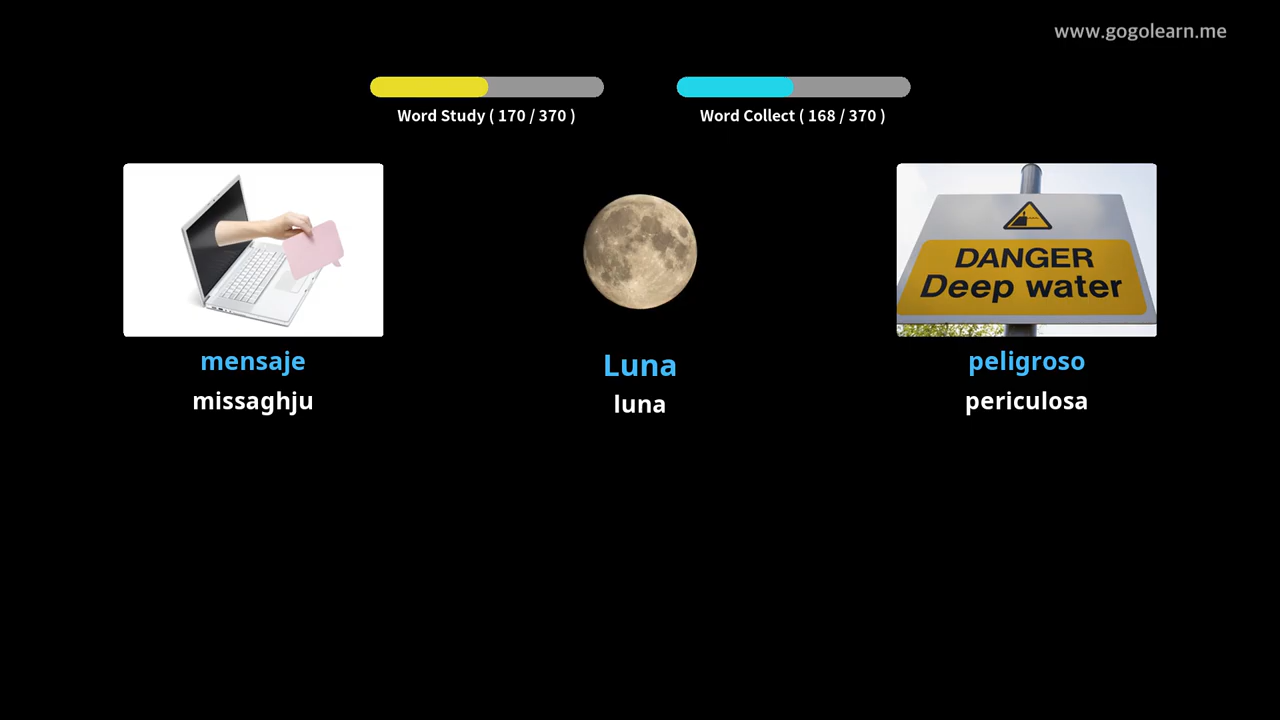 www.gogolearn.me
Word Study ( 170 / 370 )
Word Collect ( 168 / 370 )
DANGER
Deep water
mensaje
missaghju
Luna
luna
peligroso
periculosa